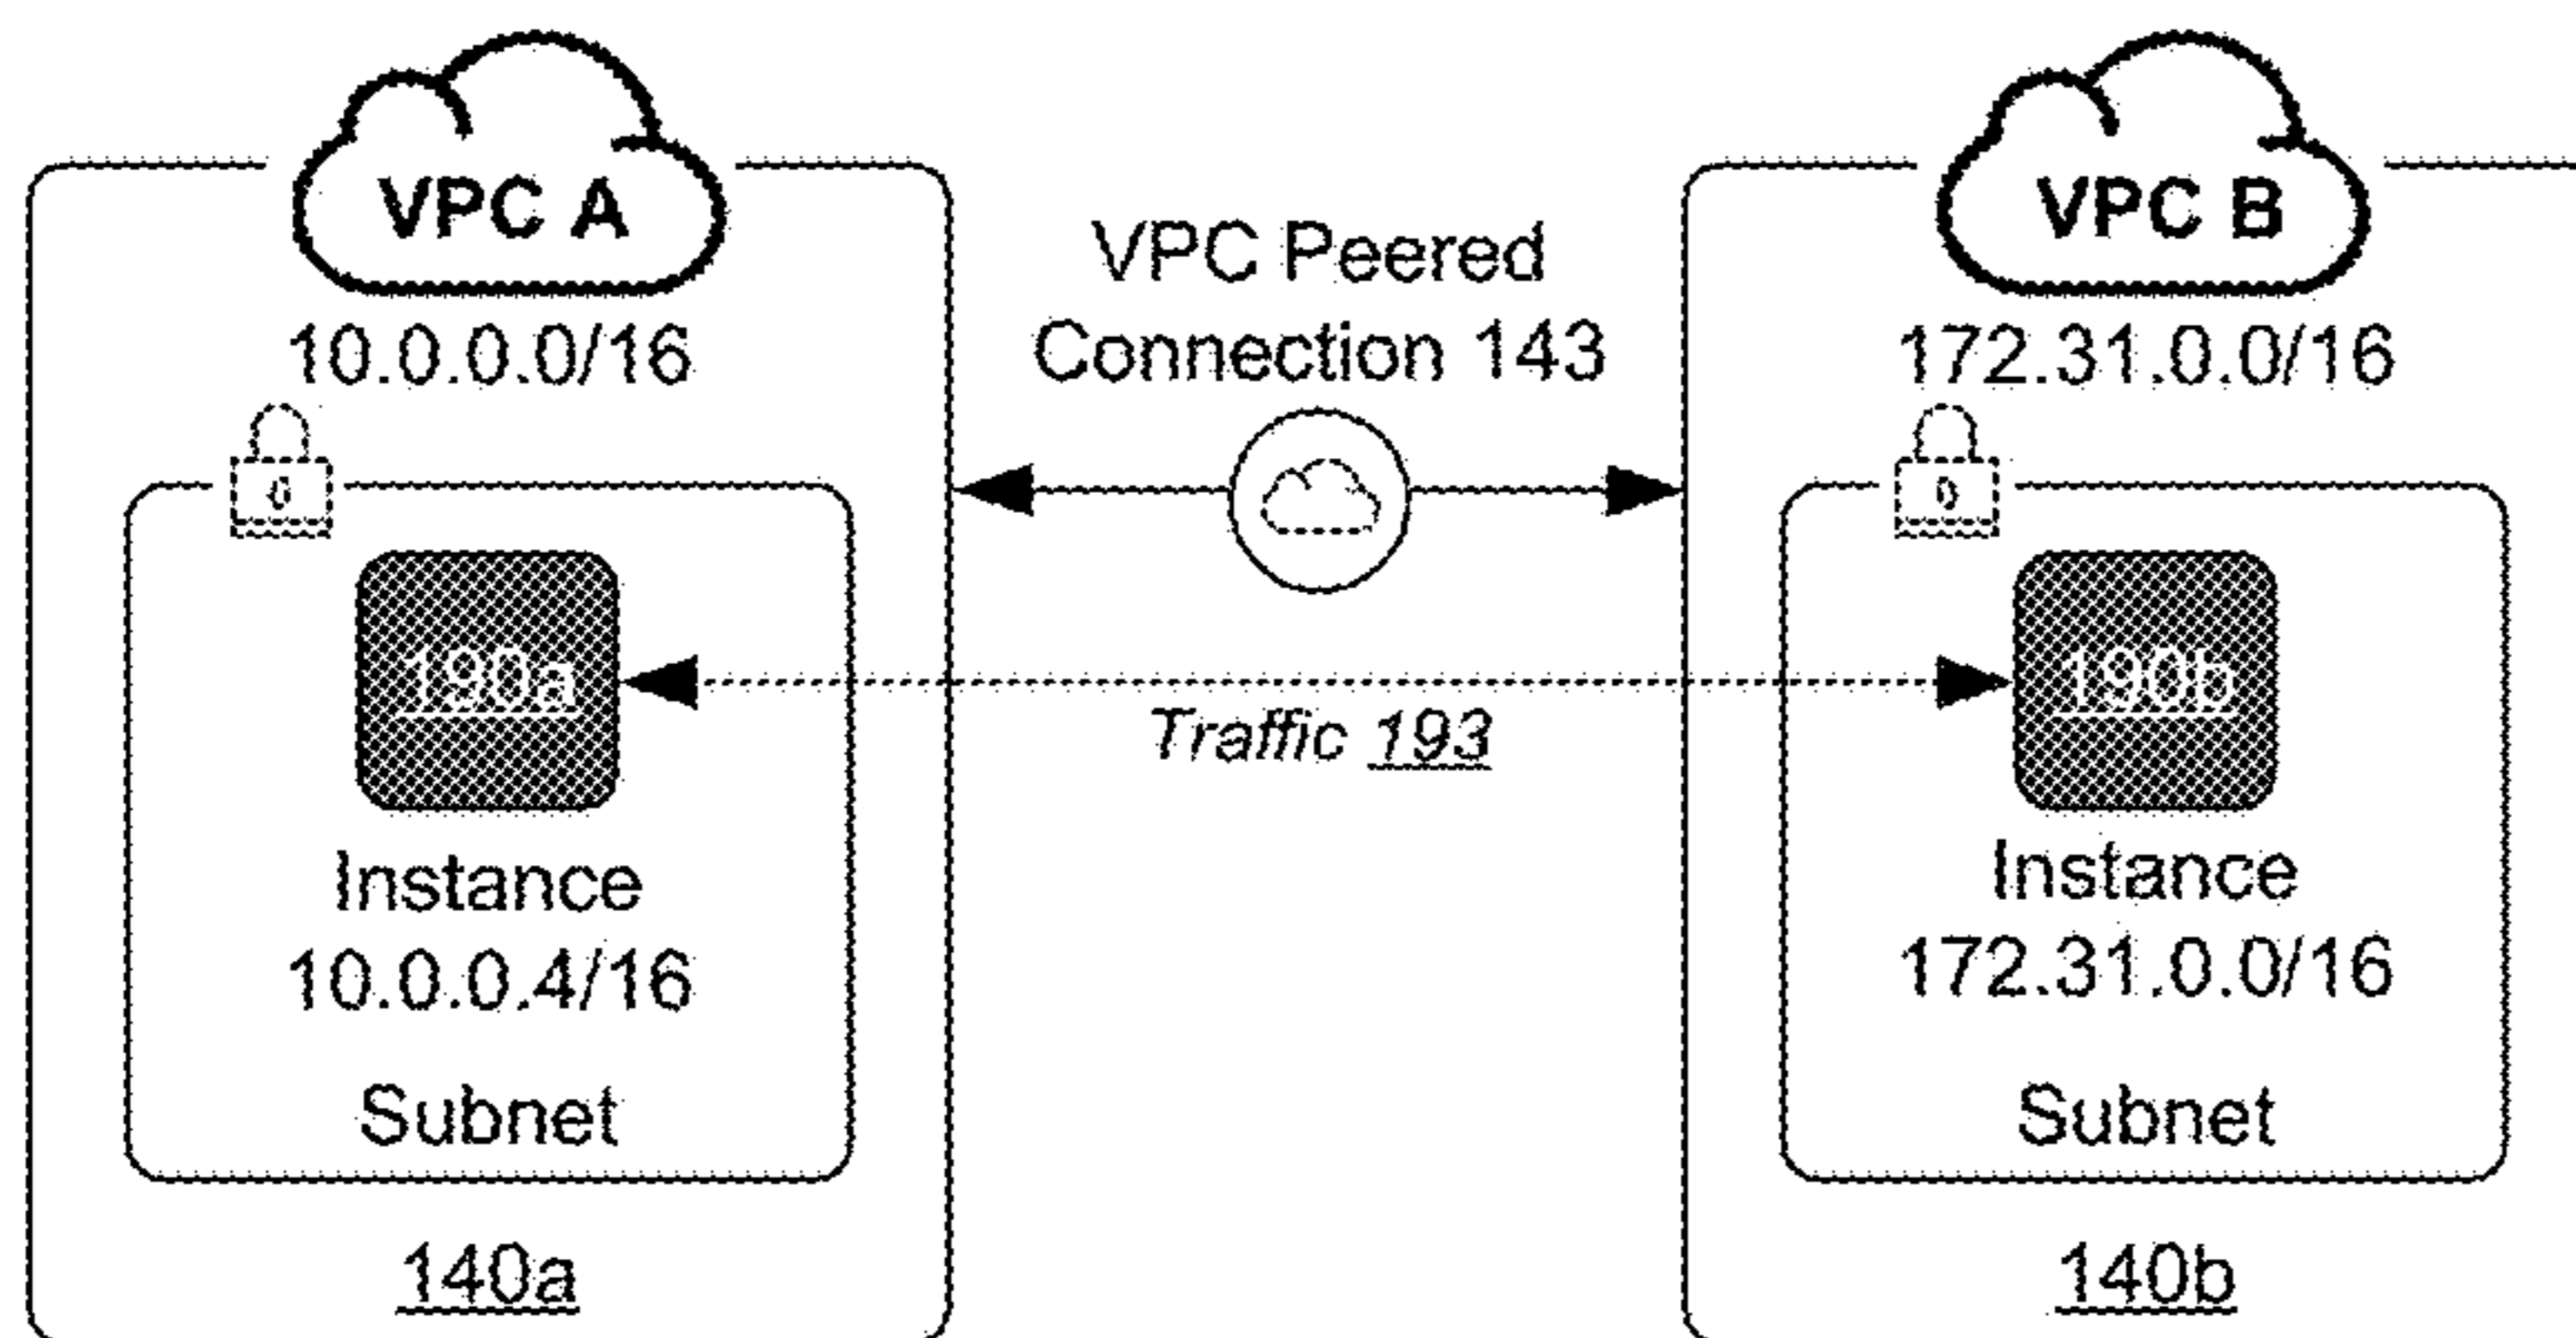 VPC A
10.0.0.0/16
190a
Instance
10.0.0.4/16
Subnet
140a
VPC Peered
Connection 143
Traffic 193
VPC B
172.31.0.0/16
190b
Instance
172.31.0.0/16
Subnet
140b